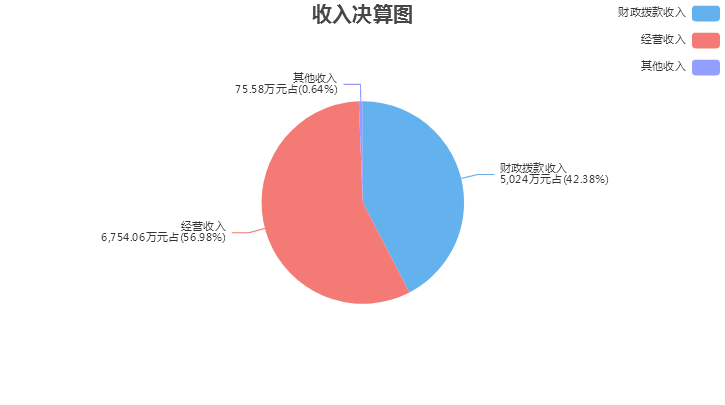 收入决算图
财政拨款收入
经营收入
其他收入
其他收入
75.58万元占(0.64%)
财政拨款收入
5,024万元占(42.38%)
经营收入
6,754.06万元占(56.98%)